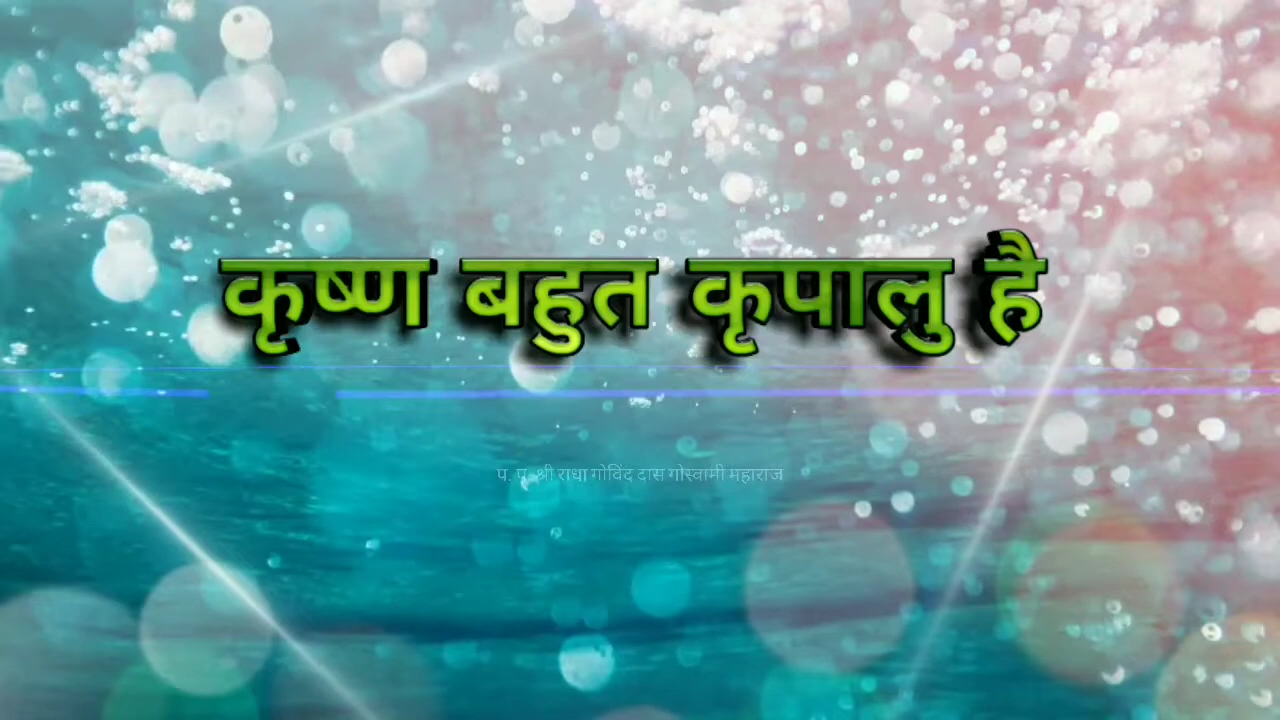 कृष्ण बहुत कृपालु है
प. पू. श्री राधा गोविंद दास गोस्वामी महाराज